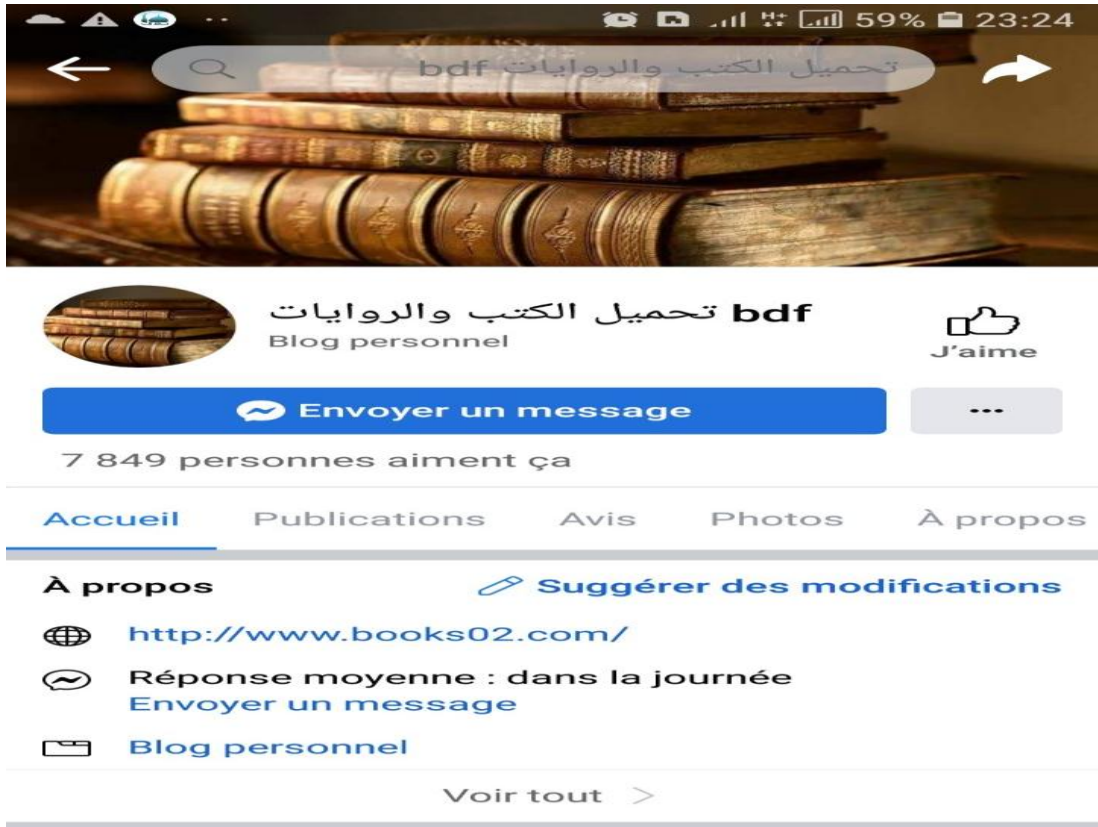 59% 23:24
تحميل الكتب والروايات bdf
bdf تحميل الكتب والروايات
Blog personnel
J'aime
Envoyer un message
7 849 personnes aiment ça
Accueil Publications Avis Photos À propos
À propos Suggérer des modifications
http://www.books02.com/
Réponse moyenne : dans la journée
Envoyer un message
Blog personnel
Voir tout